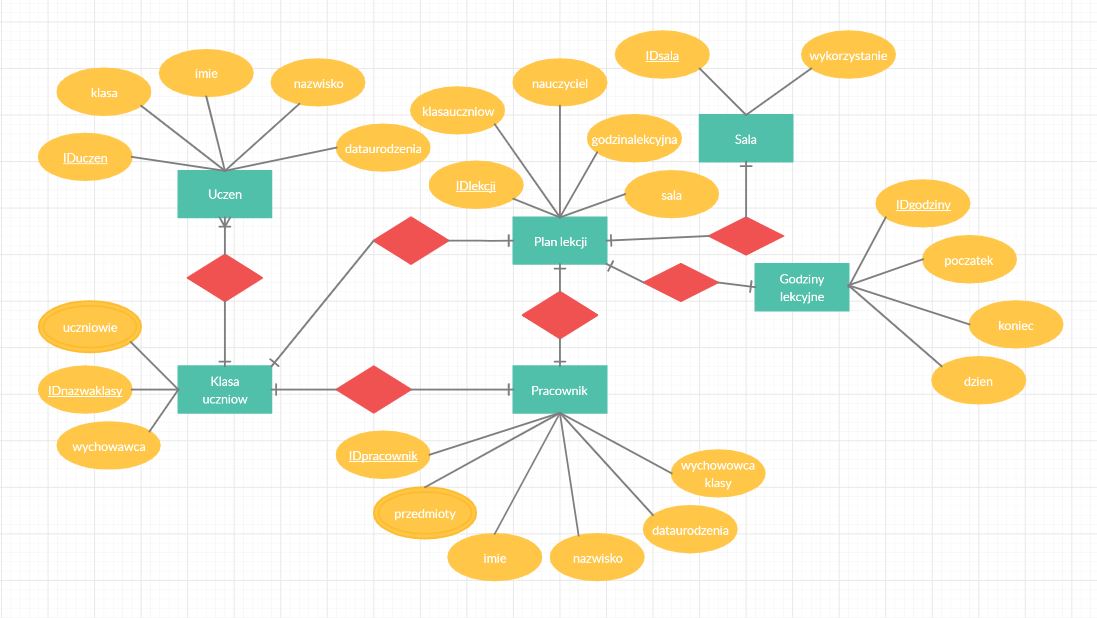 IDsala
wykorzystanie
imie
nazwisko
klasa
nauczyciel
klasauczniow
godzinalekcyjna
Sala
dataurodzenia
IDuczen
Uczen
IDlekcji
sala
IDgodziny
Plan lekcji
poczatek
Godziny
lekcyjne
uczniowie
koniec
Klasa
uczniow
dzien
IDnazwaklasy
Pracownik
wychowawca
IDpracownik
wychowowca
klasy
przedmioty
dataurodzenia
imie
nazwisko